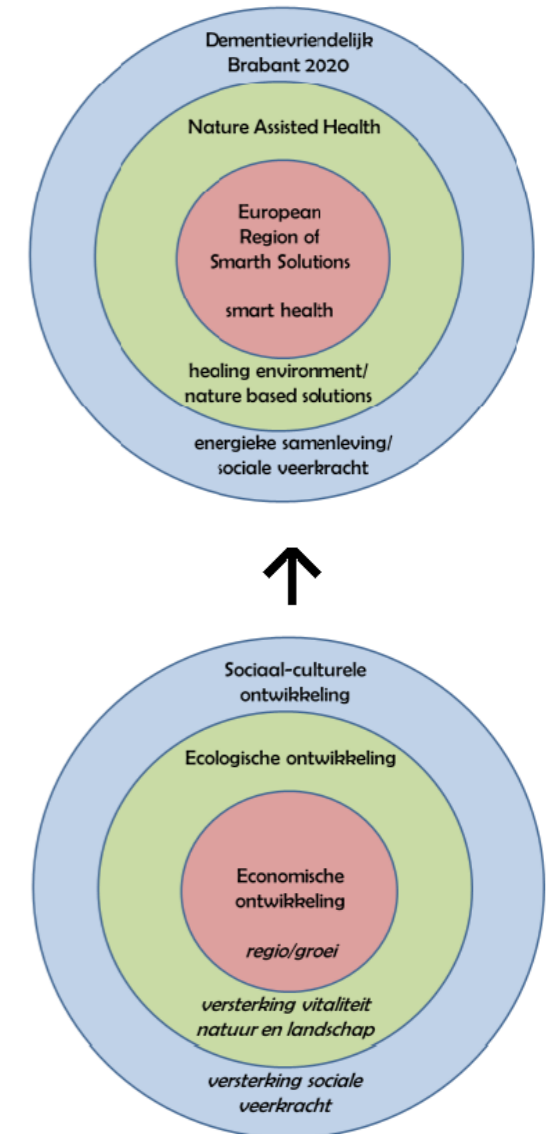 Dementievriendelijk
Brabant 2020
Nature Assisted Health
European
Region of
Smarth Solutions
smart health
healing environment/
nature based solutions
energieke samenleving/
sociale veerkracht
Sociaal-culturele
ontwikkeling
Ecologische ontwikkeling
Economische
ontwikkeling
regio/groei
versterking vitaliteit
natuur en landschap
versterking sociale
veerkracht